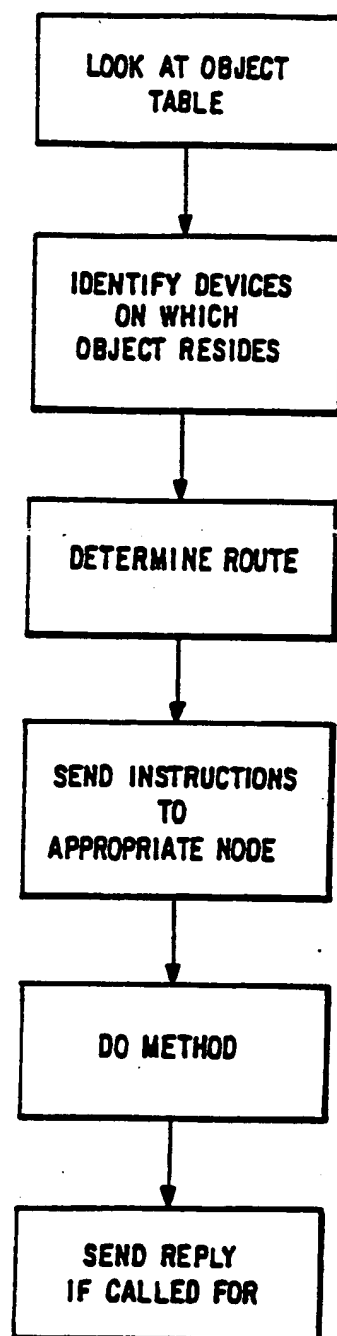 LOOK AT OBJECT
TABLE
IDENTIFY DEVICES
ON WHICH
OBJECT RESIDES
DETERMINE ROUTE
SEND INSTRUCTIONS
TO
APPROPRIATE NODE
DO METHOD
SEND REPLY
IF CALLED FOR